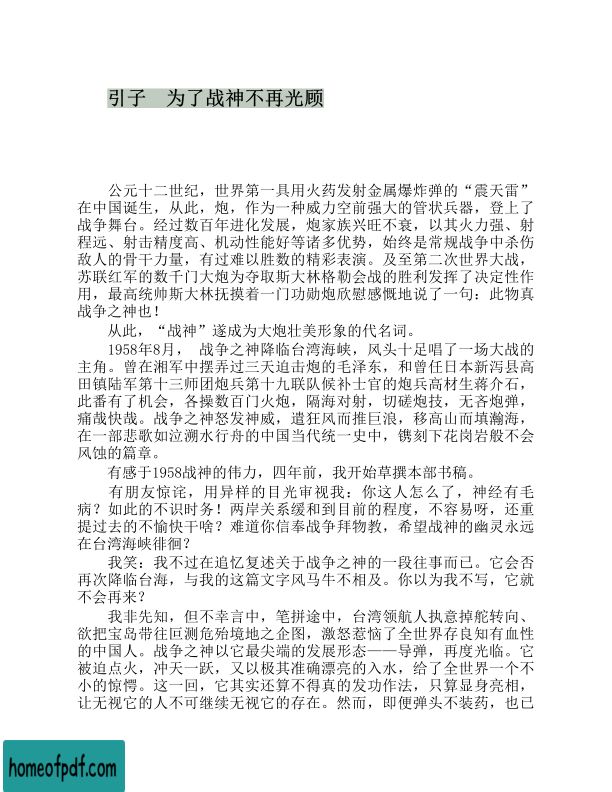 引子　为了战神不再光顾
公元十二世纪，世界第一具用火药发射金属爆炸弹的“震天雷”
在中国诞生，从此，炮，作为一种威力空前强大的管状兵器，登上了
战争舞台。经过数百年进化发展，炮家族兴旺不衰，以其火力强、射
程远、射击精度高、机动性能好等诸多优势，始终是常规战争中杀伤
敌人的骨干力量，有过难以胜数的精彩表演。及至第二次世界大战，
苏联红军的数千门大炮为夺取斯大林格勒会战的胜利发挥了决定性作
用，最高统帅斯大林抚摸着一门功勋炮欣慰感慨地说了一句：此物真
战争之神也！
从此，“战神”遂成为大炮壮美形象的代名词。
1958年8月， 战争之神降临台湾海峡，风头十足唱了一场大战的
主角。曾在湘军中摆弄过三天迫击炮的毛泽东，和曾任日本新泻县高
田镇陆军第十三师团炮兵第十九联队候补士官的炮兵高材生蒋介石，
此番有了机会，各操数百门火炮，隔海对射，切磋炮技，无吝炮弹，
痛哉快哉。战争之神怒发神威，遣狂风而推巨浪，移高山而填瀚海，
在一部悲歌如泣溯水行舟的中国当代统一史中，镌刻下花岗岩般不会
风蚀的篇章。
有感于1958战神的伟力，四年前，我开始草撰本部书稿。
有朋友惊诧，用异样的目光审视我：你这人怎么了，神经有毛
病？如此的不识时务！两岸关系缓和到目前的程度，不容易呀，还重
提过去的不愉快干啥？难道你信奉战争拜物教，希望战神的幽灵永远
在台湾海峡徘徊？
我笑：我不过在追忆复述关于战争之神的一段往事而已。它会否
再次降临台海，与我的这篇文字风马牛不相及。你以为我不写，它就
不会再来？
我非先知，但不幸言中，笔拼途中，台湾领航人执意掉舵转向、
欲把宝岛带往叵测危殆境地之企图，激怒惹恼了全世界存良知有血性
的中国人。战争之神以它最尖端的发展形态——导弹，再度光临。它
被迫点火，冲天一跃，又以极其准确漂亮的入水，给了全世界一个不
小的惊愕。这一回，它其实还算不得真的发功作法，只算显身亮相，
让无视它的人不可继续无视它的存在。然而，即便弹头不装药，也已
homeofpdf.com